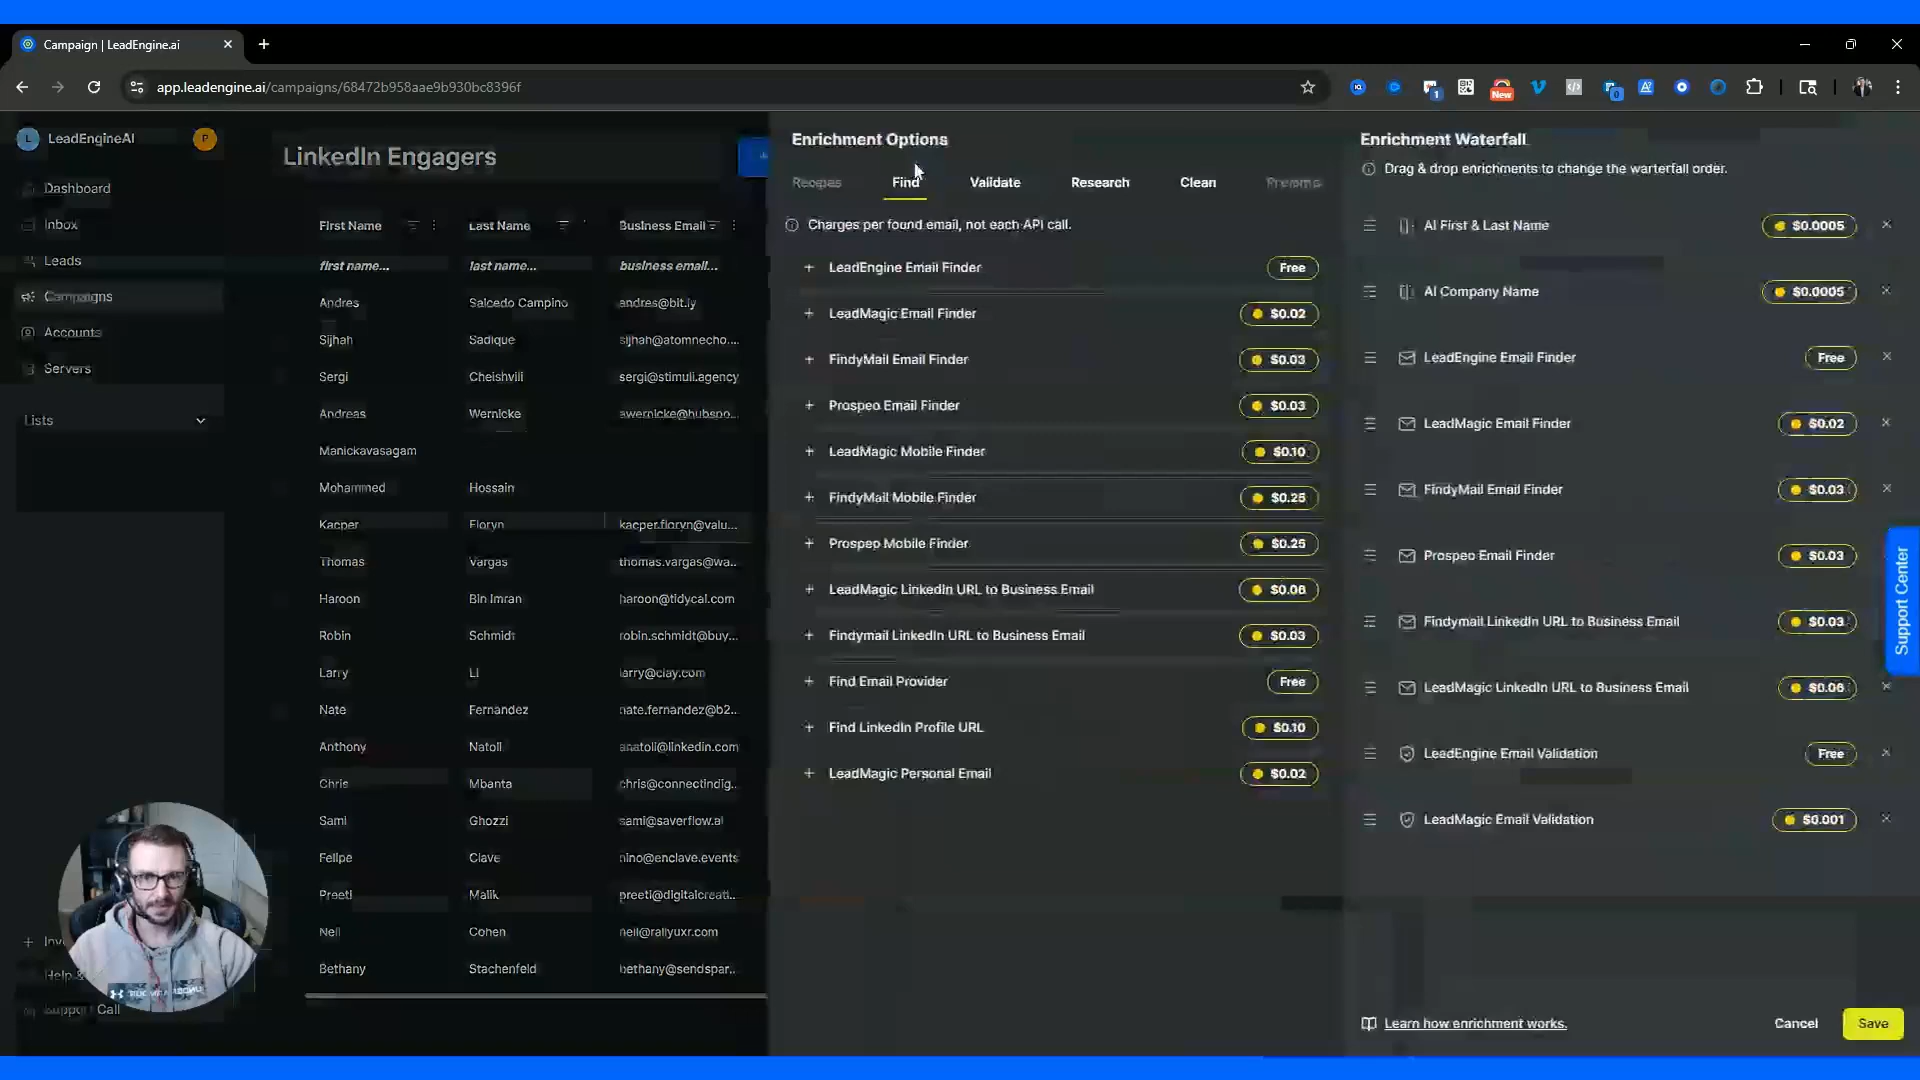 Campaign | LeadEngine.ai
app.leadengine.ai/campaigns/68472b958aae9b930bc8396f
1
New
0
L
LeadEngineAI
P
Dashboard
Inbox
Leads
Campaigns
Accounts
Servers
Lists
Help &
Support Call
LinkedIn Engagers
First Name Last Name Business Email
first name... last name... business email...
Andres Salcedo Campino andres@bit.ly
Sijhah Sadique sijhah@atomnecho....
Sergi Cheishvili sergi@stimuli.agency
Andreas Wernicke awernicke@hubspo...
Manickavasagam
Mohammed Hossain
Kacper Floryn kacper.floryn@valu...
Thomas Vargas thomas.vargas@wa...
Haroon Bin Imran haroon@tidycal.com
Robin Schmidt robin.schmidt@buy...
Larry LI larry@clay.com
Nate Fernandez nate.fernandez@b2...
Anthony Natoli anatoli@linkedin.com
Chris Mbanta chris@connectindig...
Sami Ghozzi sami@saverflow.ai
Felipe Clave nino@enclave.events
Preeti Malik preeti@digitalcreati...
Neil Cohen neil@rallyuxr.com
Bethany Stachenfeld bethany@sendspar...
Enrichment Options
Recipes Find Validate Research Clean
Charges per found email, not each API call.
LeadEngine Email Finder Free
LeadMagic Email Finder $0.02
FindyMail Email Finder $0.03
Prospeo Email Finder $0.03
LeadMagic Mobile Finder $0.10
FindyMail Mobile Finder $0.25
Prospeo Mobile Finder $0.25
LeadMagic LinkedIn URL to Business Email $0.06
Findymail LinkedIn URL to Business Email $0.03
Find Email Provider Free
Find LinkedIn Profile URL $0.10
LeadMagic Personal Email $0.02
Enrichment Waterfall
Drag & drop enrichments to change the warterfall order.
AI First & Last Name $0.0005
AI Company Name $0.0005
LeadEngine Email Finder Free
LeadMagic Email Finder $0.02
FindyMail Email Finder $0.03
Prospeo Email Finder $0.03
Findymail LinkedIn URL to Business Email $0.03
LeadMagic LinkedIn URL to Business Email $0.06
LeadEngine Email Validation Free
LeadMagic Email Validation $0.001
Learn how enrichment works.
Cancel
Save
Support Center